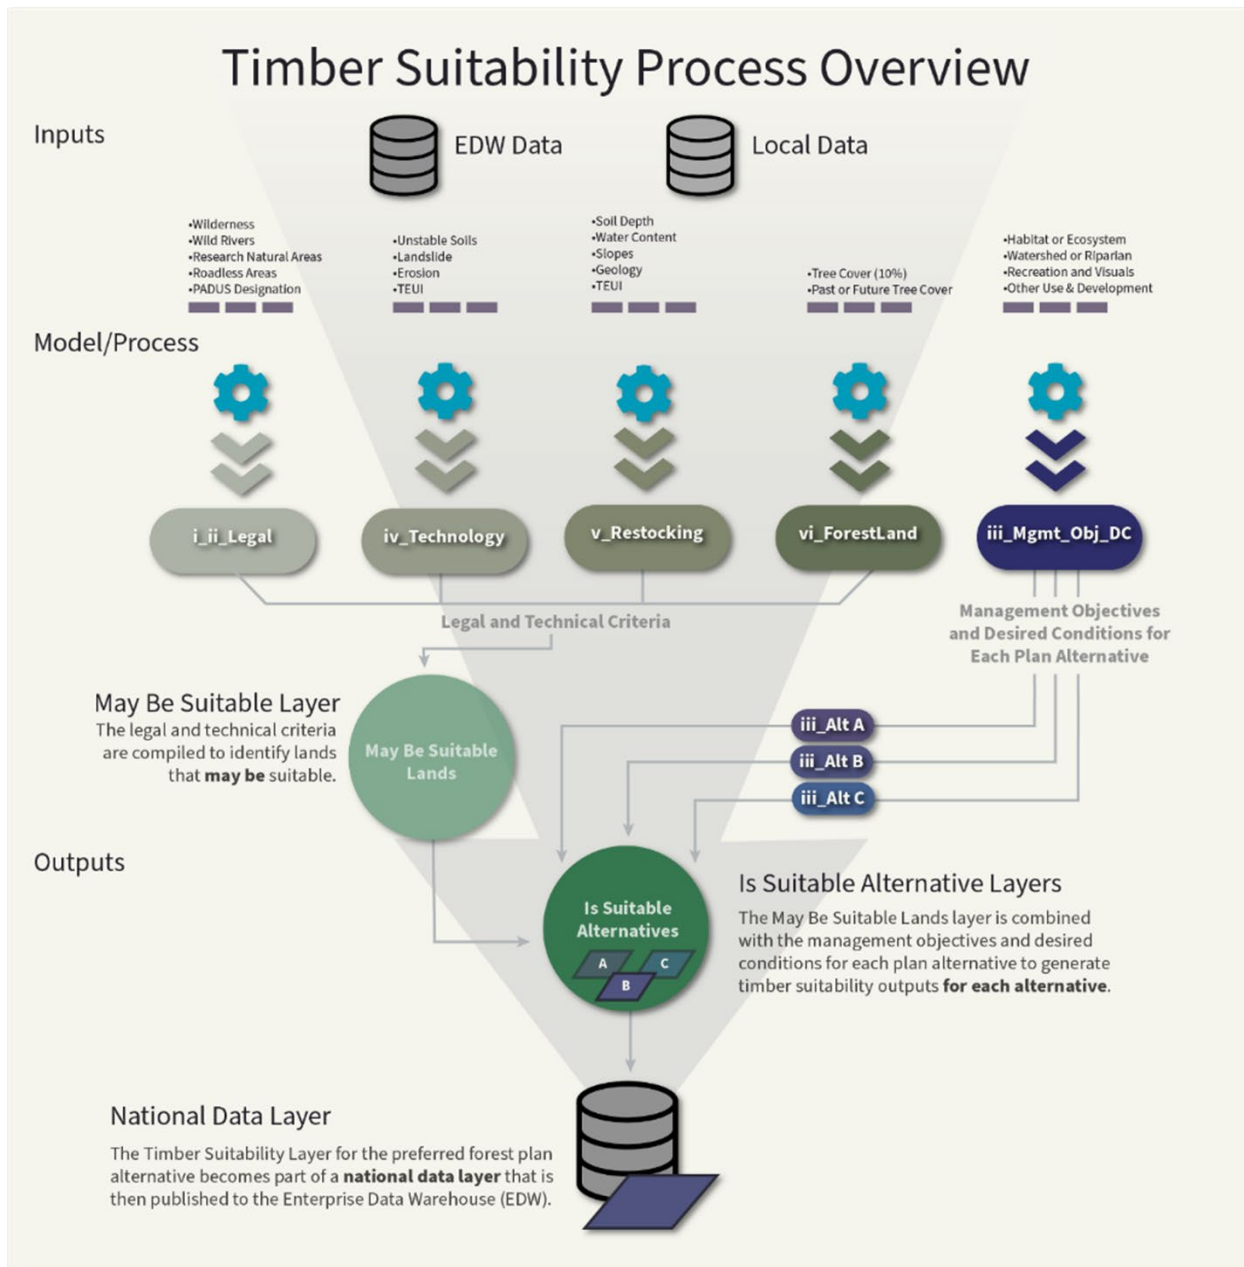 Timber Suitability Process Overview
Inputs
EDW Data
Local Data
•Wilderness
•Wild Rivers
•Research Natural Areas
•Roadless Areas
•PADUS Designation
•Unstable Soils
•Landslide
•Erosion
•TEUI
•Soil Depth
•Water Content
•Slopes
•Geology
•TEUI
•Tree Cover (10%)
•Past or Future Tree Cover
•Habitat or Ecosystem
•Watershed or Riparian
•Recreation and Visuals
•Other Use & Development
Model/Process
i_ii_Legal
iv_Technology
v_Restocking
vi_ForestLand
iii_Mgmt_Obj_DC
Legal and Technical Criteria
Management Objectives
and Desired Conditions for
Each Plan Alternative
May Be Suitable Layer
The legal and technical criteria
are compiled to identify lands
that may be suitable.
May Be Suitable
Lands
iii_Alt A
iii_Alt B
iii_Alt C
Outputs
Is Suitable
Alternatives
A
C
B
Is Suitable Alternative Layers
The May Be Suitable Lands layer is combined
with the management objectives and desired
conditions for each plan alternative to generate
timber suitability outputs for each alternative.
National Data Layer
The Timber Suitability Layer for the preferred forest plan
alternative becomes part of a national data layer that is
then published to the Enterprise Data Warehouse (EDW).